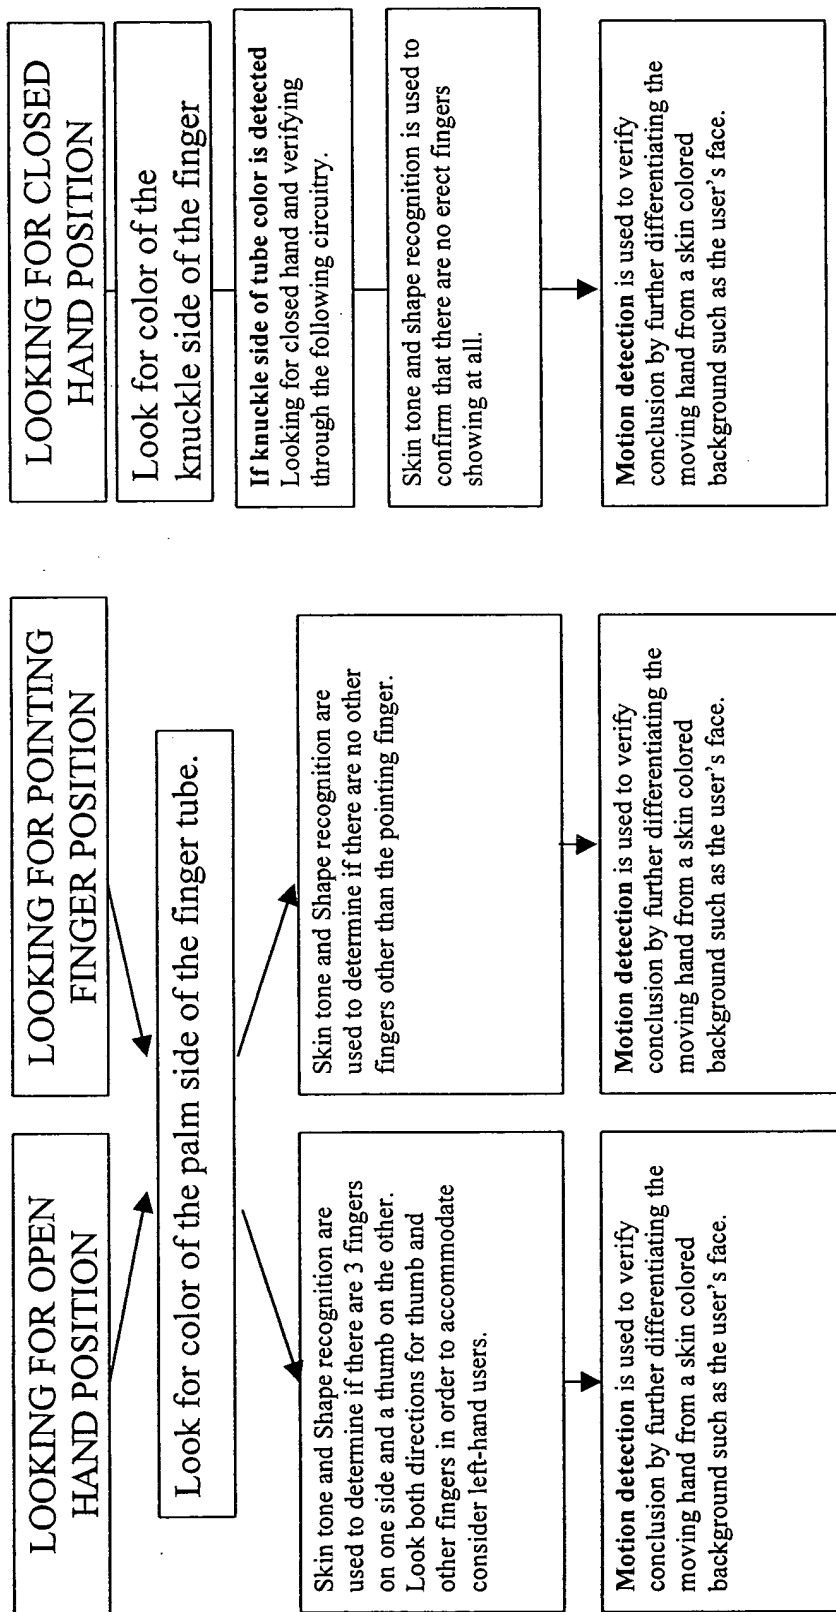 LOOKING FOR OPEN
HAND POSITION
LOOKING FOR POINTING
FINGER POSITION
Look for color of the palm side of the finger tube.
Skin tone and Shape recognition are
used to determine if there are 3 fingers
on one side and a thumb on the other.
Look both directions for thumb and
other fingers in order to accommodate
consider left-hand users.
Skin tone and Shape recognition are
used to determine if there are no other
fingers other than the pointing finger.
Motion detection is used to verify
conclusion by further differentiating the
moving hand from a skin colored
background such as the user's face.
Motion detection is used to verify
conclusion by further differentiating the
moving hand from a skin colored
background such as the user's face.
LOOKING FOR CLOSED
HAND POSITION
Look for color of the
knuckle side of the finger
If knuckle side of tube color is detected
Looking for closed hand and verifying
through the following circuitry.
Skin tone and shape recognition is used to
confirm that there are no erect fingers
showing at all.
Motion detection is used to verify
conclusion by further differentiating the
moving hand from a skin colored
background such as the user's face.